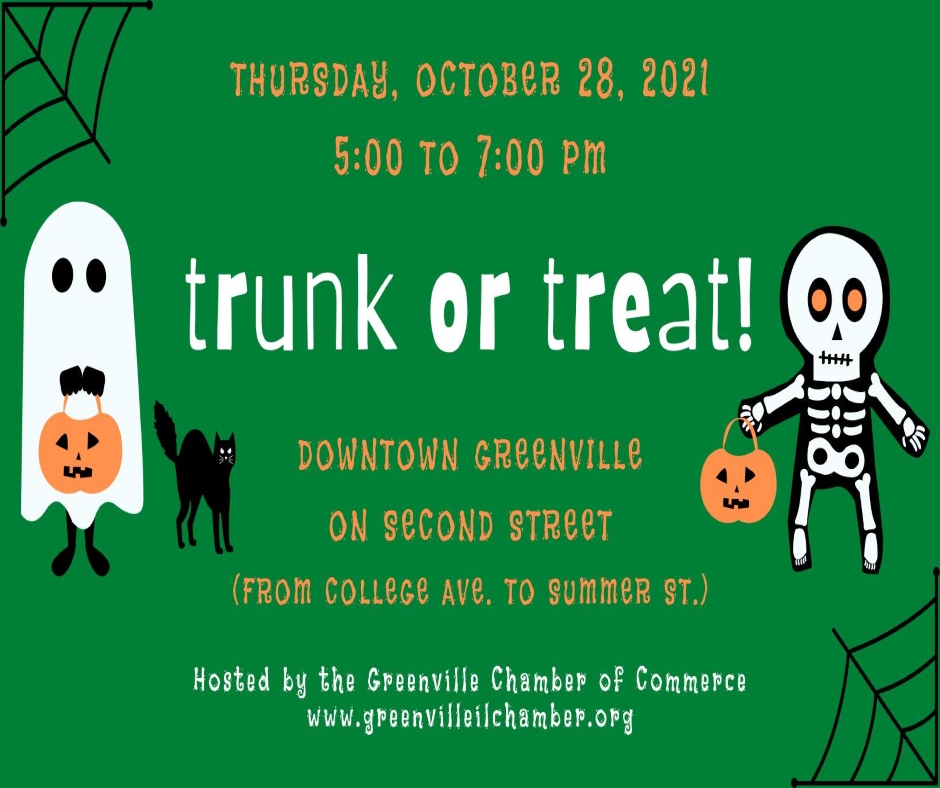 THURSDAY, OCTOBER 28, 2021
5:00 TO 7:00 PM
trunk or treat!
DOWNTOWN GREENVILLE
ON SECOND STREET
(FROM COLLEGE AVE. TO SUMMER ST.)
Hosted by the Greenville Chamber of Commerce
www.greenvilleilchamber.org